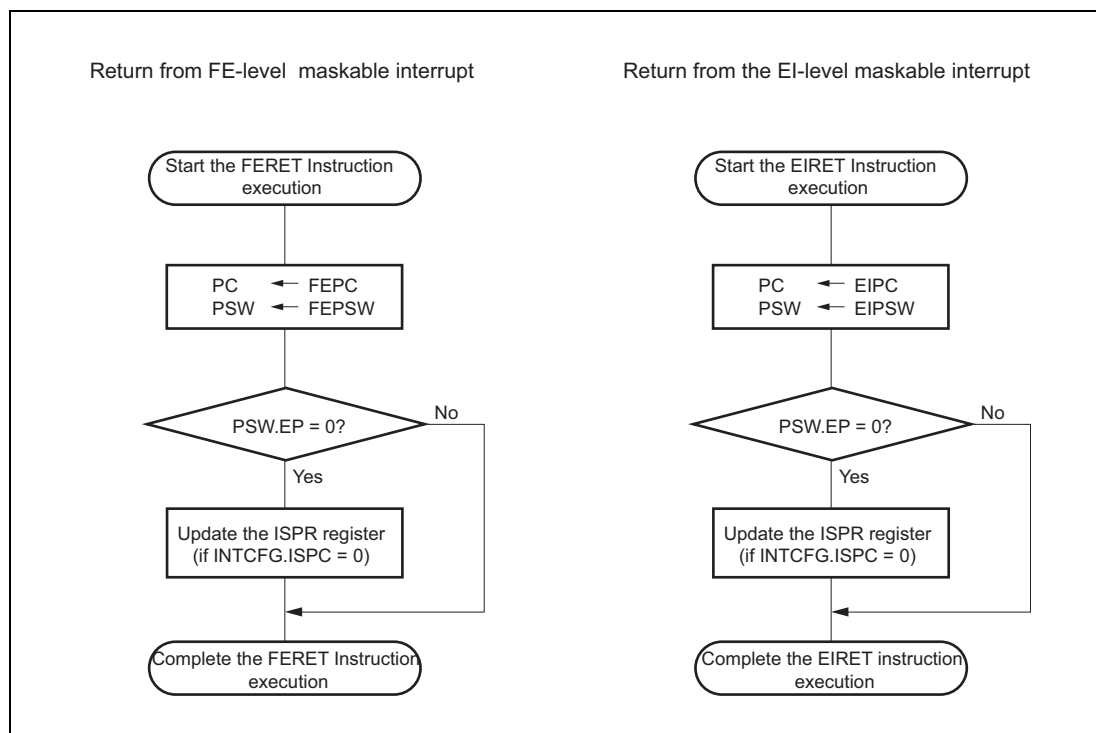 Return from FE-level maskable interrupt
Start the FERET Instruction
execution
PC ← FEPC
PSW ← FEPSW
PSW.EP = 0?
No
Yes
Update the ISPR register
(if INTCFG.ISPC = 0)
Complete the FERET Instruction
execution
Return from the EI-level maskable interrupt
Start the EIRET Instruction
execution
PC ← EIPC
PSW ← EIPSW
PSW.EP = 0?
No
Yes
Update the ISPR register
(if INTCFG.ISPC = 0)
Complete the EIRET instruction
execution